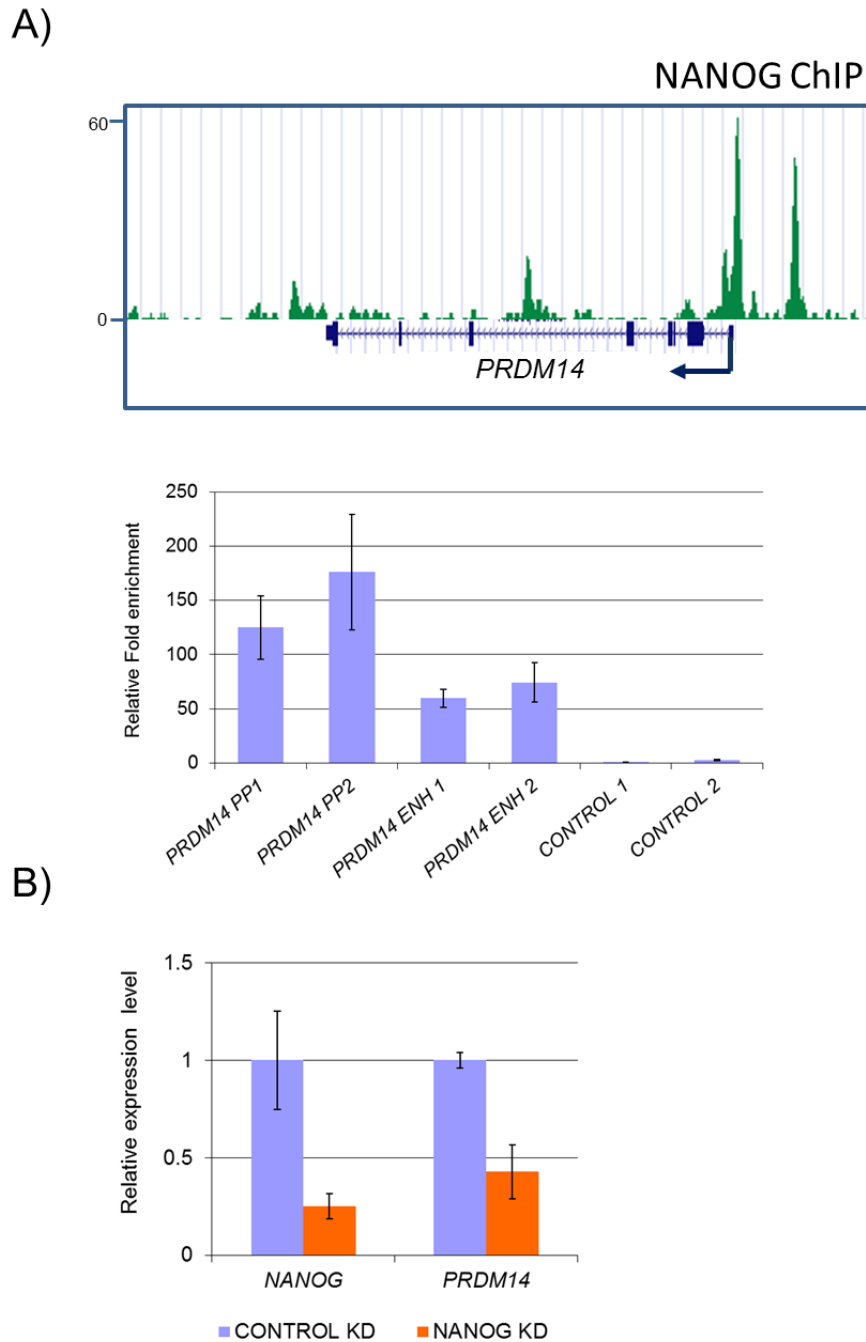 A)
NANOG ChIP
60
0
PRDM14
250
200
150
100
50
0
Relative Fold enrichment
PRDM14 PP1
PRDM14 PP2
PRDM14 ENH 1
PRDM14 ENH 2
CONTROL 1
CONTROL 2
B)
1.5
1
0.5
0
Relative expression level
NANOG
PRDM14
CONTROL KD
NANOG KD